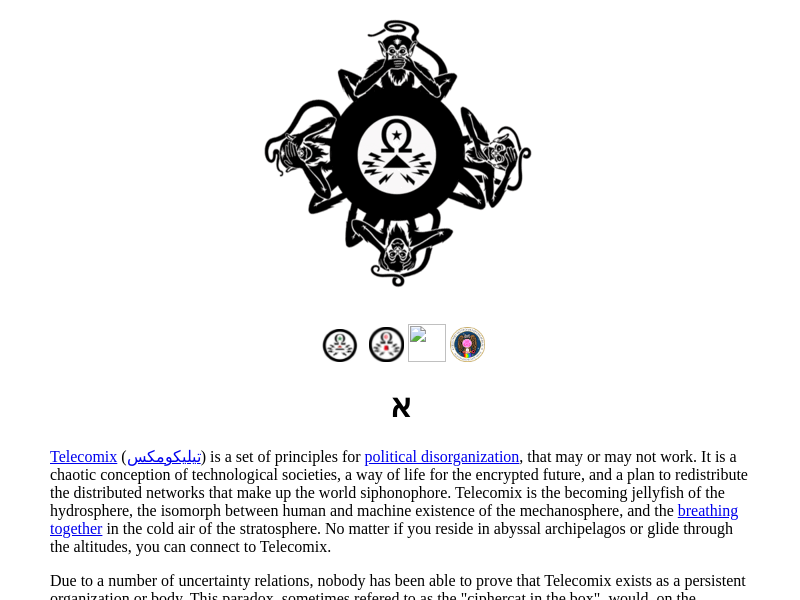 א
Telecomix (تيليكومكس) is a set of principles for political disorganization, that may or may not work. It is a
chaotic conception of technological societies, a way of life for the encrypted future, and a plan to redistribute
the distributed networks that make up the world siphonophore. Telecomix is the becoming jellyfish of the
hydrosphere, the isomorph between human and machine existence of the mechanosphere, and the breathing
together in the cold air of the stratosphere. No matter if you reside in abyssal archipelagos or glide through
the altitudes, you can connect to Telecomix.
Due to a number of uncertainty relations, nobody has been able to prove that Telecomix exists as a persistent
organization or body. This paradox, sometimes refered to as the "ciphercat in the box", would, on the